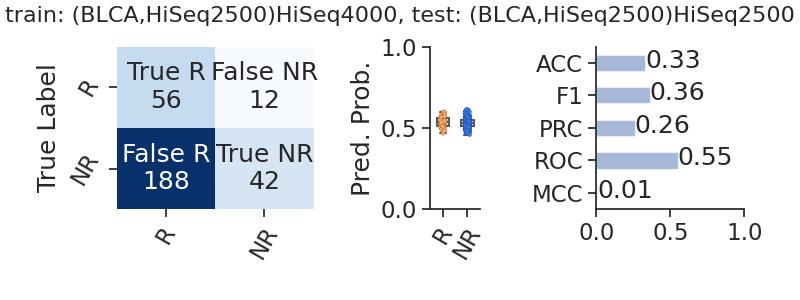 train: (BLCA,HiSeq2500)HiSeq4000, test: (BLCA,HiSeq2500)HiSeq2500
True Label
R
NR
True R
56
False NR
12
False R
188
True NR
42
R
NR
Pred. Prob.
1.0
0.5
0.0
R
NR
ACC
0.33
F1
0.36
PRC
0.26
ROC
0.55
MCC
0.01
0.0
0.5
1.0